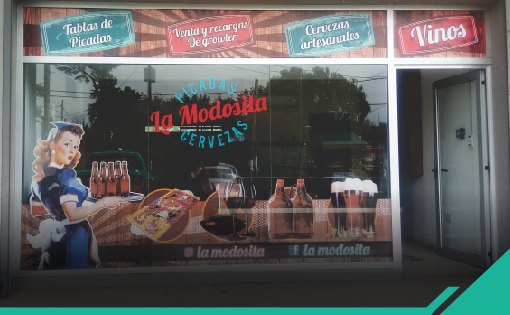 Tablas de
Picadas
Venta y recargas
De growler
Cervezas
artesanales
Vinos
PICADAS
La Modosita
CERVEZAS
la modosita
la modosita